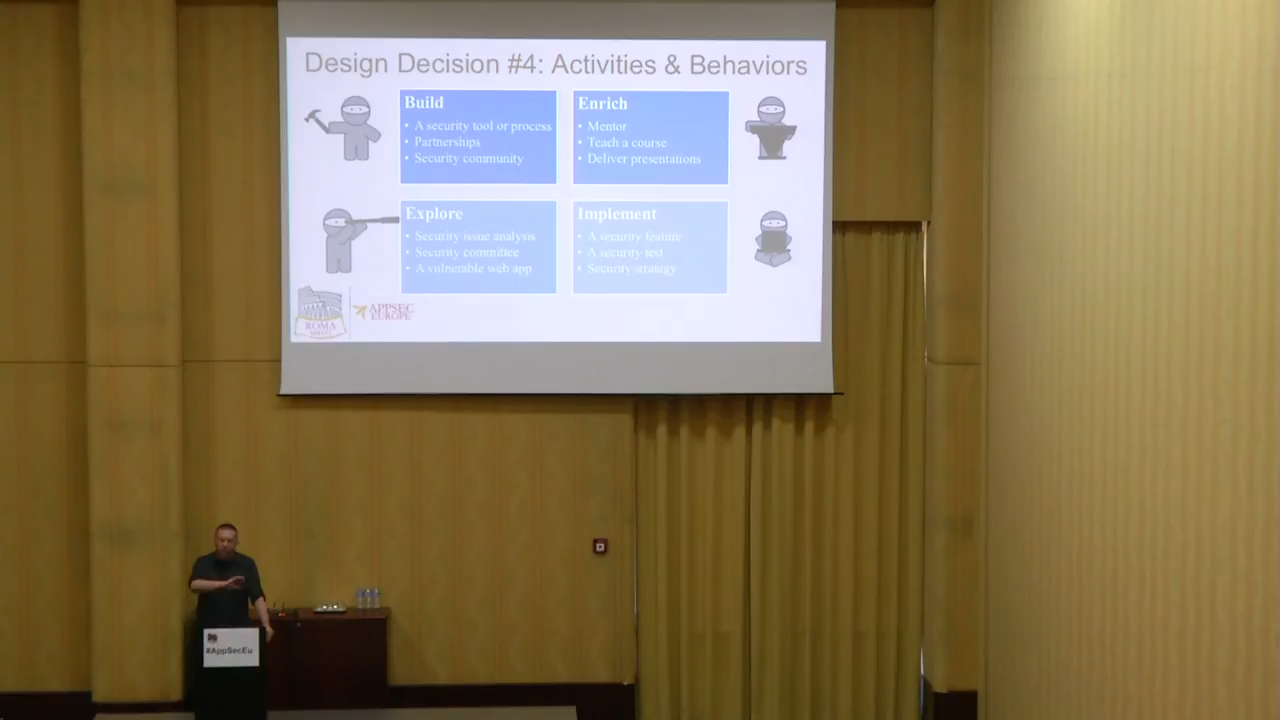 Design Decision #4: Activities & Behaviors
Build
• A security tool or process
• Partnerships
• Security community
Enrich
• Mentor
• Teach a course
• Deliver presentations
Explore
• Security issue analysis
• Security committee
• A vulnerable web app
Implement
• A security feature
• A security test
• Security strategy
ROMA
APPSEC
EUROPE
#AppSecEu